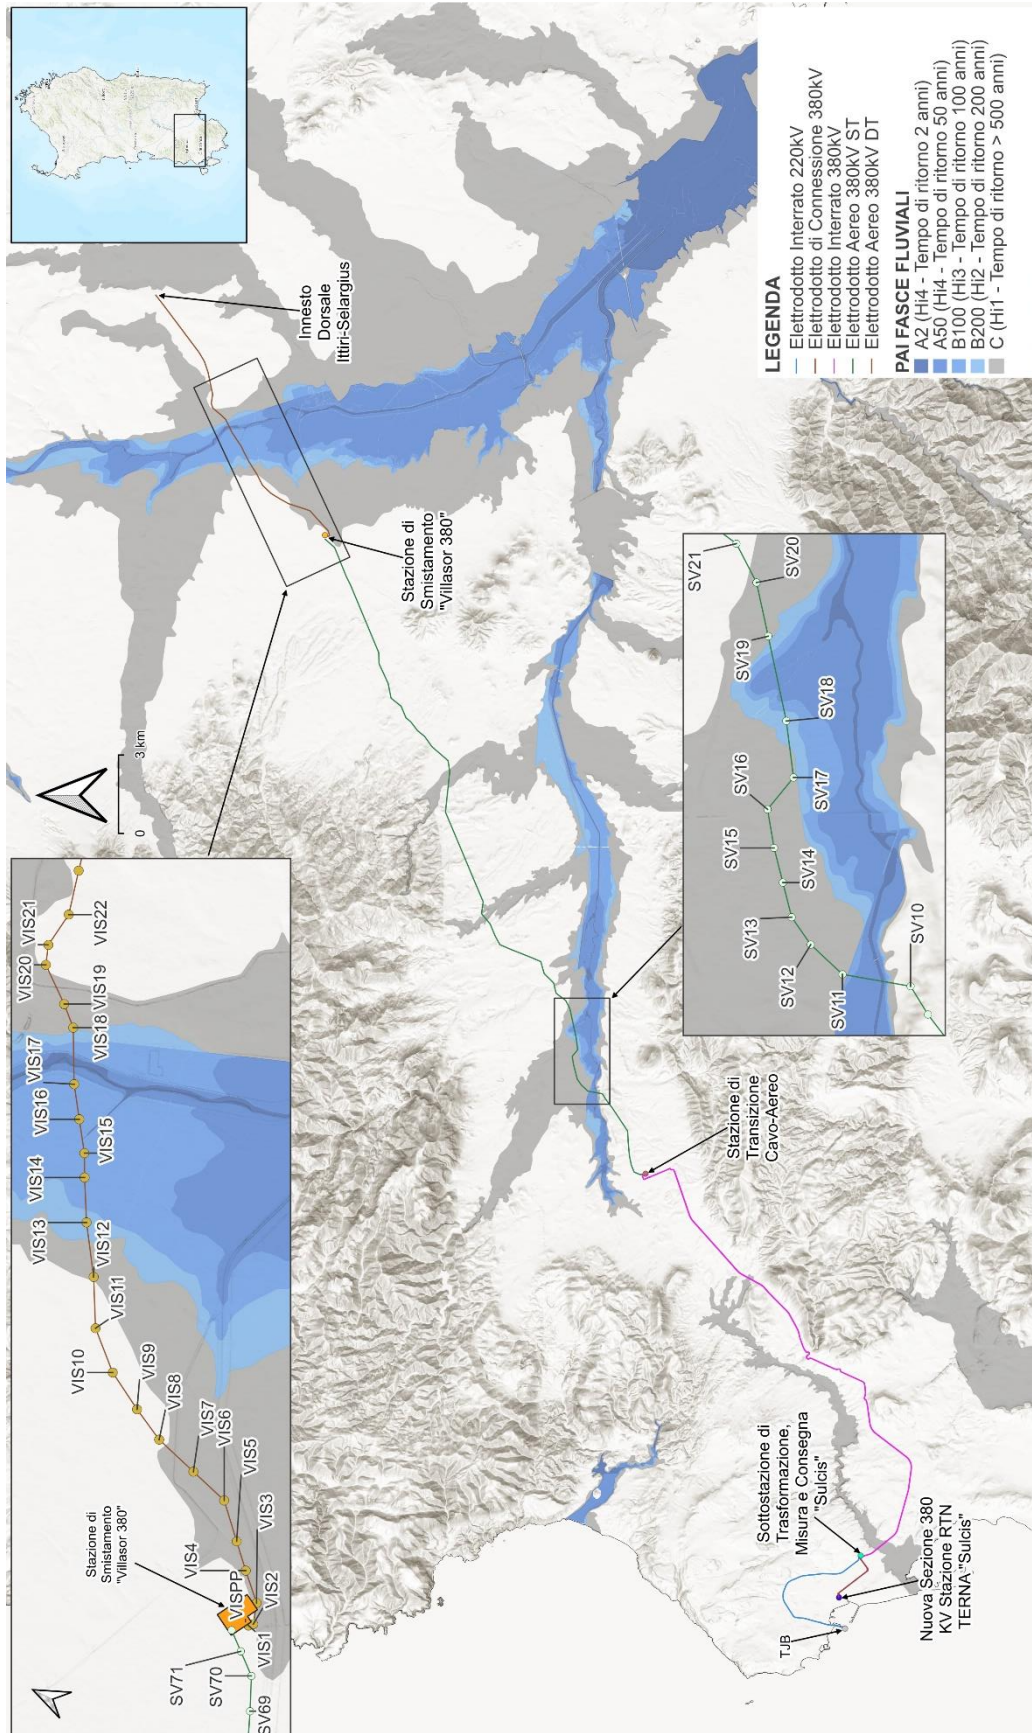 Stazione di
Smistamento
"Villasor 380"
SV71
SV70
SV69
VISPP
VIS1
VIS2
VIS4
VIS3
VIS5
VIS6
VIS7
VIS8
VIS9
VIS10
VIS11
VIS12
VIS13
VIS14
VIS15
VIS16
VIS17
VIS18
VIS19
VIS20
VIS21
VIS22
0
3 km
Innesto
Dorsale
Ittiri-Selargius
Stazione di
Smistamento
"Villasor 380"
Stazione di
Transizione
Cavo-Aereo
Sottostazione di
Trasformazione,
Misura e Consegna
"Sulcis"
Nuova Sezione 380
KV Stazione RTN
TERNA "Sulcis"
TJB
SV10
SV11
SV12
SV13
SV14
SV15
SV16
SV17
SV18
SV19
SV20
SV21
LEGENDA
Elettrodotto Interrato 220kV
Elettrodotto di Connessione 380kV
Elettrodotto Interrato 380kV
Elettrodotto Aereo 380kV ST
Elettrodotto Aereo 380kV DT
PAI FASCE FLUVIALI
A2 (Hi4 - Tempo di ritorno 2 anni)
A50 (Hi4 - Tempo di ritorno 50 anni)
B100 (Hi3 - Tempo di ritorno 100 anni)
B200 (Hi2 - Tempo di ritorno 200 anni)
C (Hi1 - Tempo di ritorno > 500 anni)